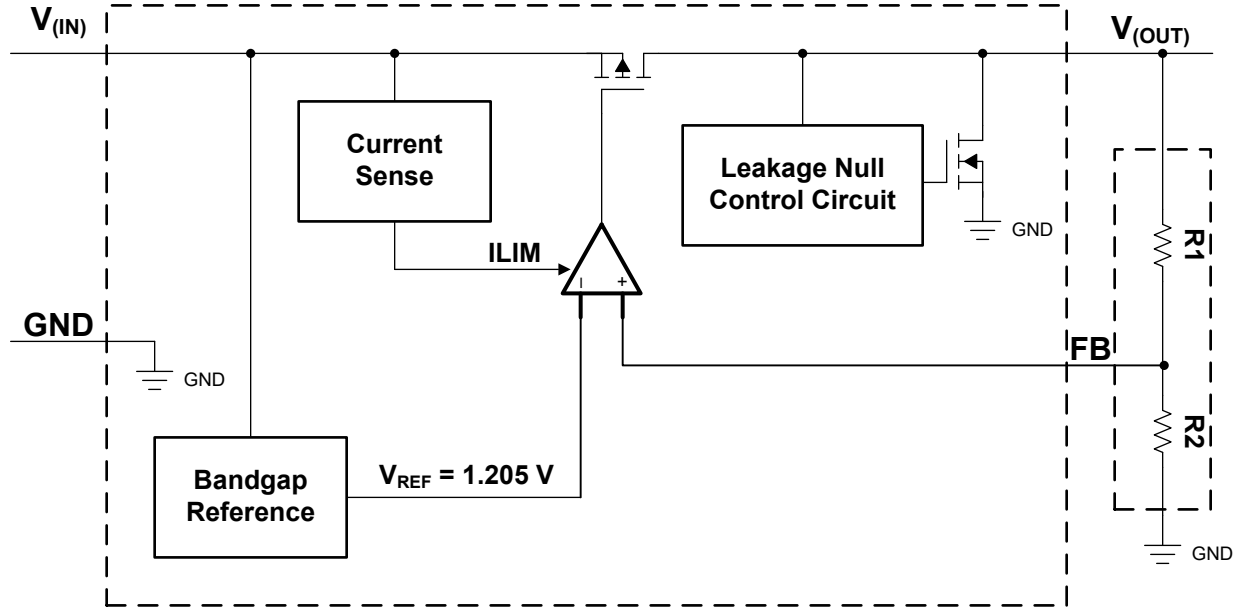 V(IN)
V(OUT)
Current
Sense
Leakage Null
Control Circuit
GND
R1
ILIM
– +
GND
GND
FB
R2
Bandgap
Reference
VREF = 1.205 V
GND